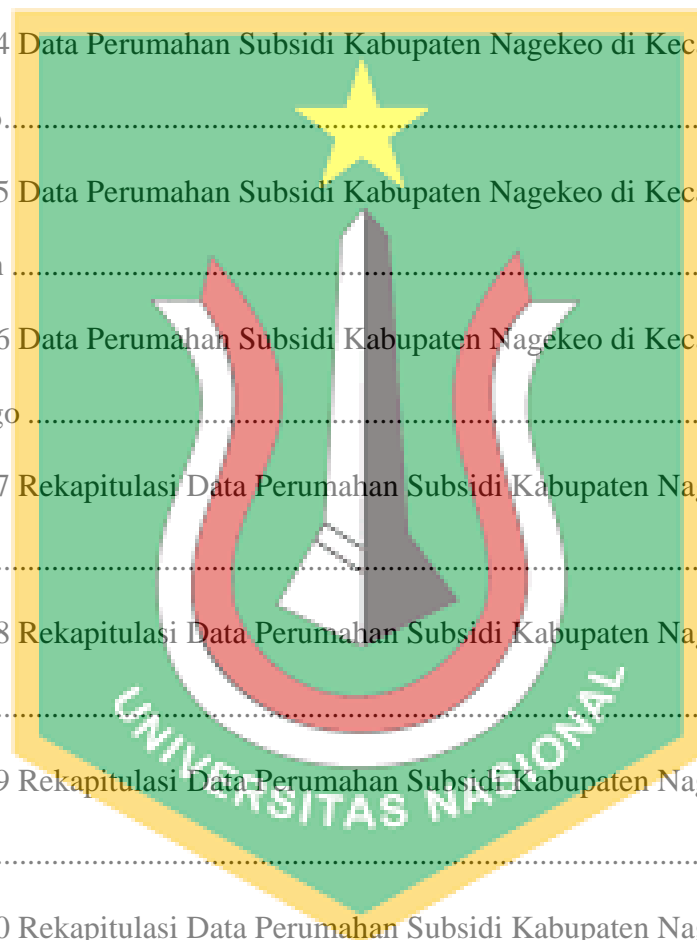 4 Data Perumahan Subsidi Kabupaten Nagekeo di Kec
................................................................................
5 Data Perumahan Subsidi Kabupaten Nagekeo di Kec
................................................................................
6 Data Perumahan Subsidi Kabupaten Nagekeo di Kec
go ................................................................................
7 Rekapitulasi Data Perumahan Subsidi Kabupaten Na
................................................................................
8 Rekapitulasi Data Perumahan Subsidi Kabupaten Na
................................................................................
9 Rekapitulasi Data Perumahan Subsidi Kabupaten Na
................................................................................
0 Rekapitulasi Data Perumahan Subsidi Kabupaten Na
UNIVERSITAS NASIONAL